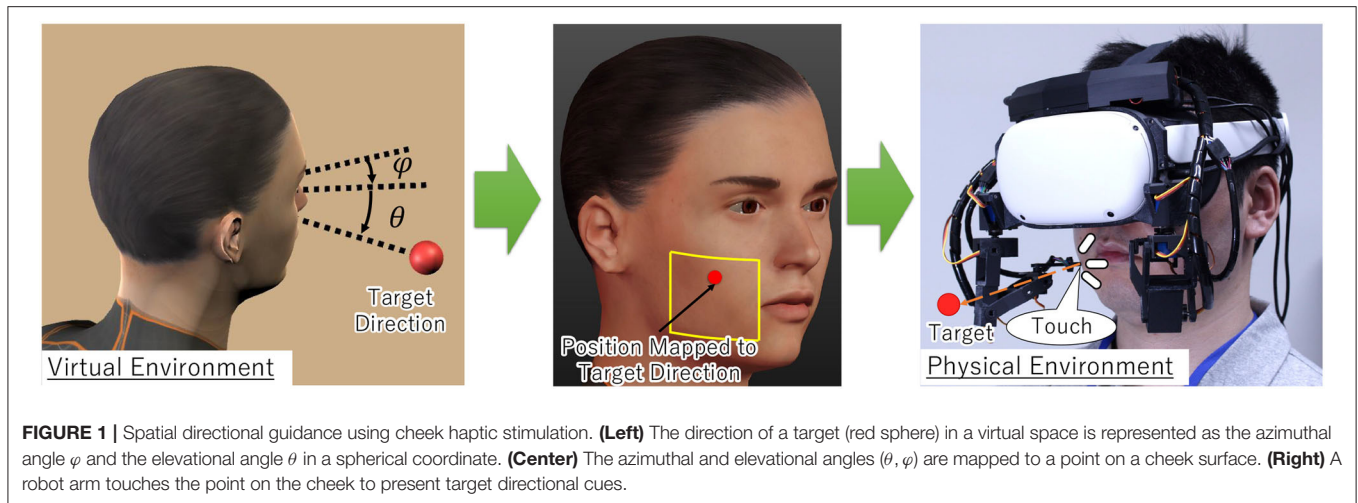 φ
θ
Target
Direction
Virtual Environment
Position Mapped to
Target Direction
Target
Touch
Physical Environment
FIGURE 1 | Spatial directional guidance using cheek haptic stimulation. (Left) The direction of a target (red sphere) in a virtual space is represented as the azimuthal
angle φ and the elevational angle θ in a spherical coordinate. (Center) The azimuthal and elevational angles (θ, φ) are mapped to a point on a cheek surface. (Right) A
robot arm touches the point on the cheek to present target directional cues.